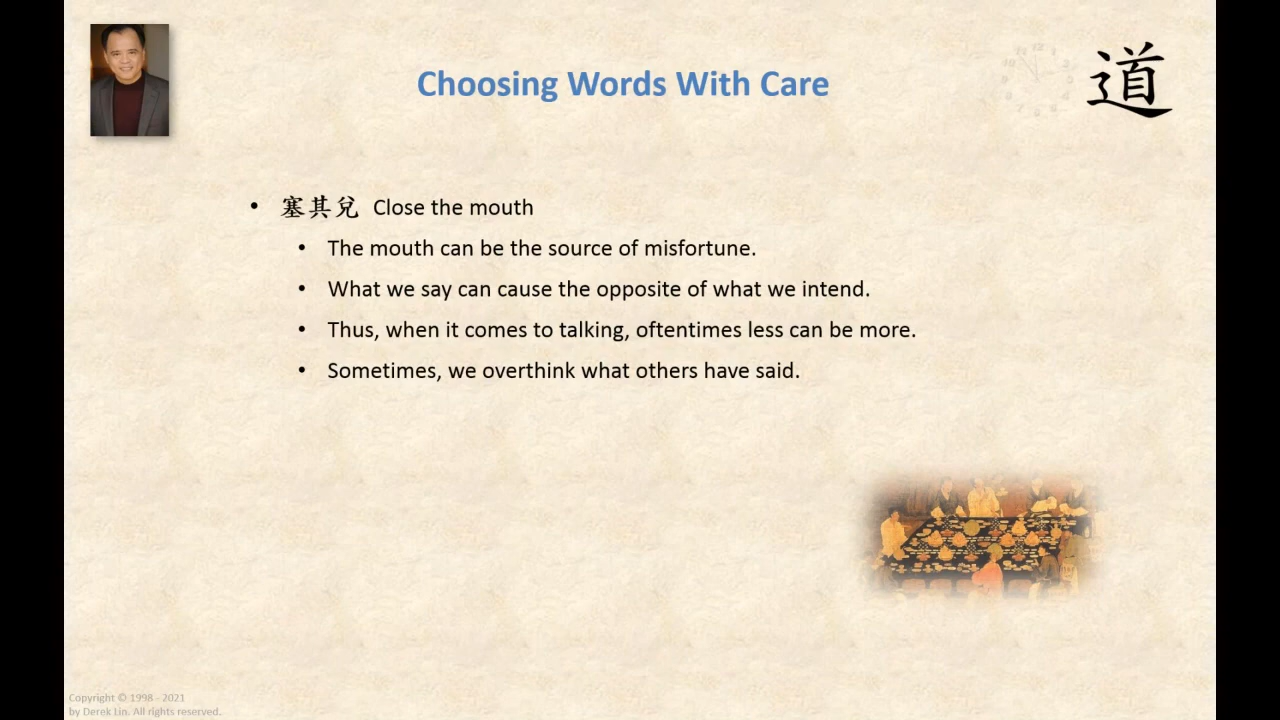 Choosing Words With Care
道
• 塞其兌 Close the mouth
• The mouth can be the source of misfortune.
• What we say can cause the opposite of what we intend.
• Thus, when it comes to talking, oftentimes less can be more.
• Sometimes, we overthink what others have said.
Copyright © 1998 - 2021
by Derek Lin. All rights reserved.